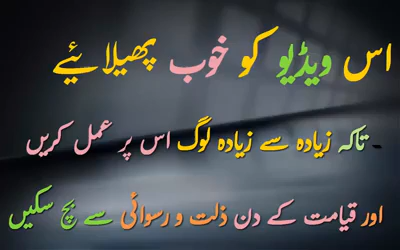 اس ویڈیو کو خوب پھیلائیے
تاکہ زیادہ سے زیادہ لوگ اس پر عمل کریں۔
اور قیامت کے دن ذلت و رسوائی سے بچ سکیں